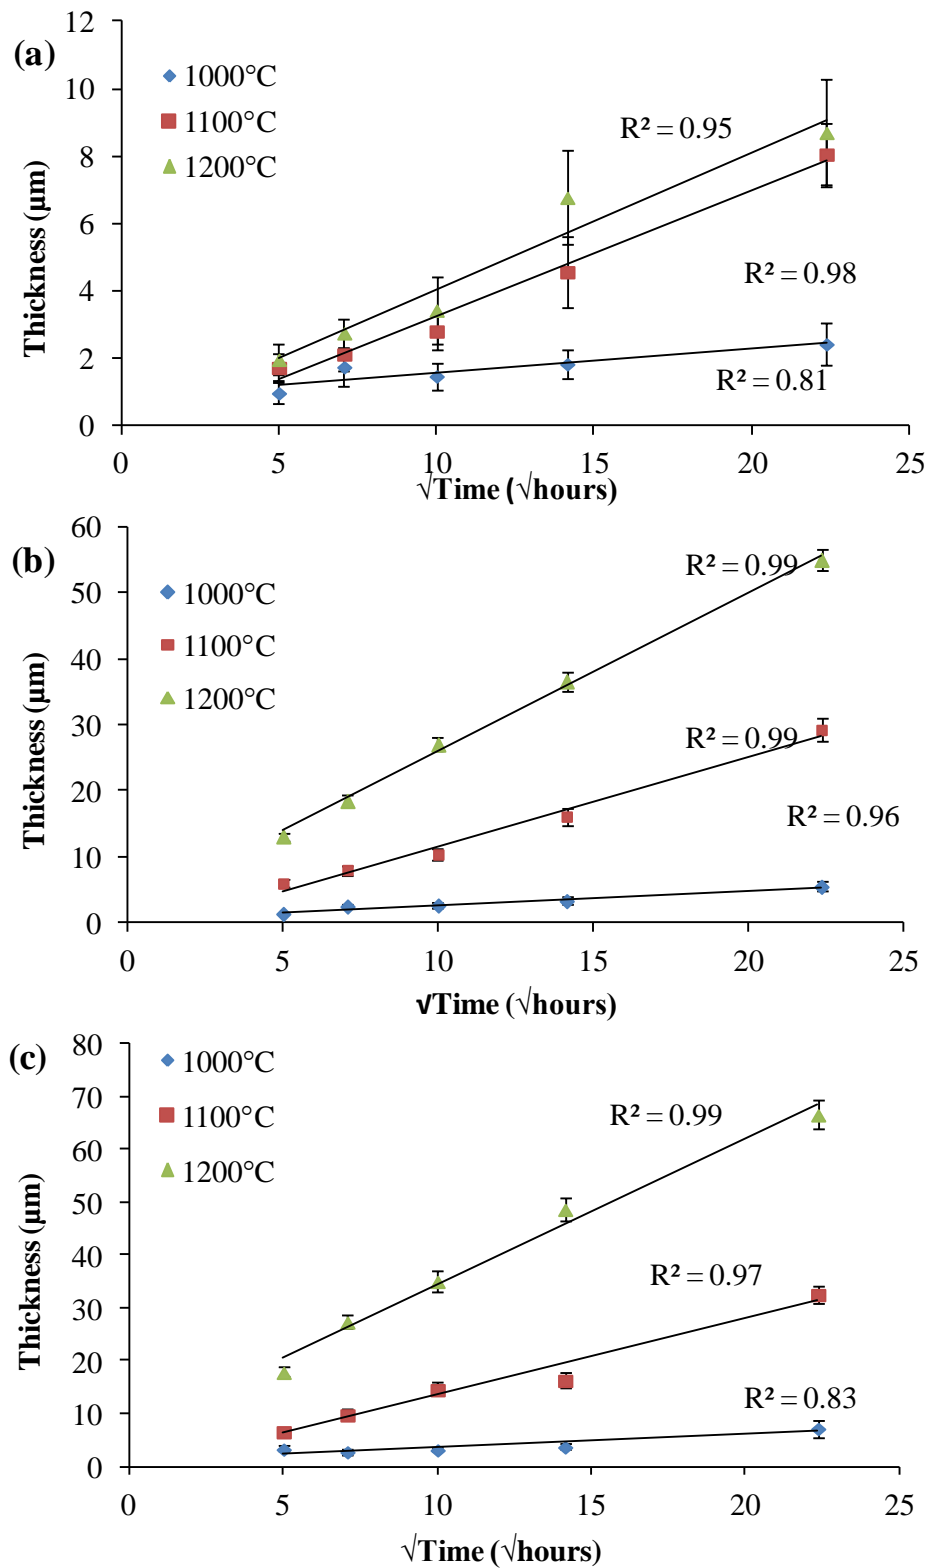 (a)
12
10
8
6
4
2
0
Thickness (µm)
1000°C
1100°C
1200°C
R² = 0.95
R² = 0.98
R² = 0.81
0 5 10 15 20 25
√Time (√hours)
(b)
60
50
40
30
20
10
0
Thickness (µm)
1000°C
1100°C
1200°C
R² = 0.99
R² = 0.99
R² = 0.96
0 5 10 15 20 25
√Time (√hours)
(c)
80
70
60
50
40
30
20
10
0
Thickness (µm)
1000°C
1100°C
1200°C
R² = 0.99
R² = 0.97
R² = 0.83
0 5 10 15 20 25
√Time (√hours)